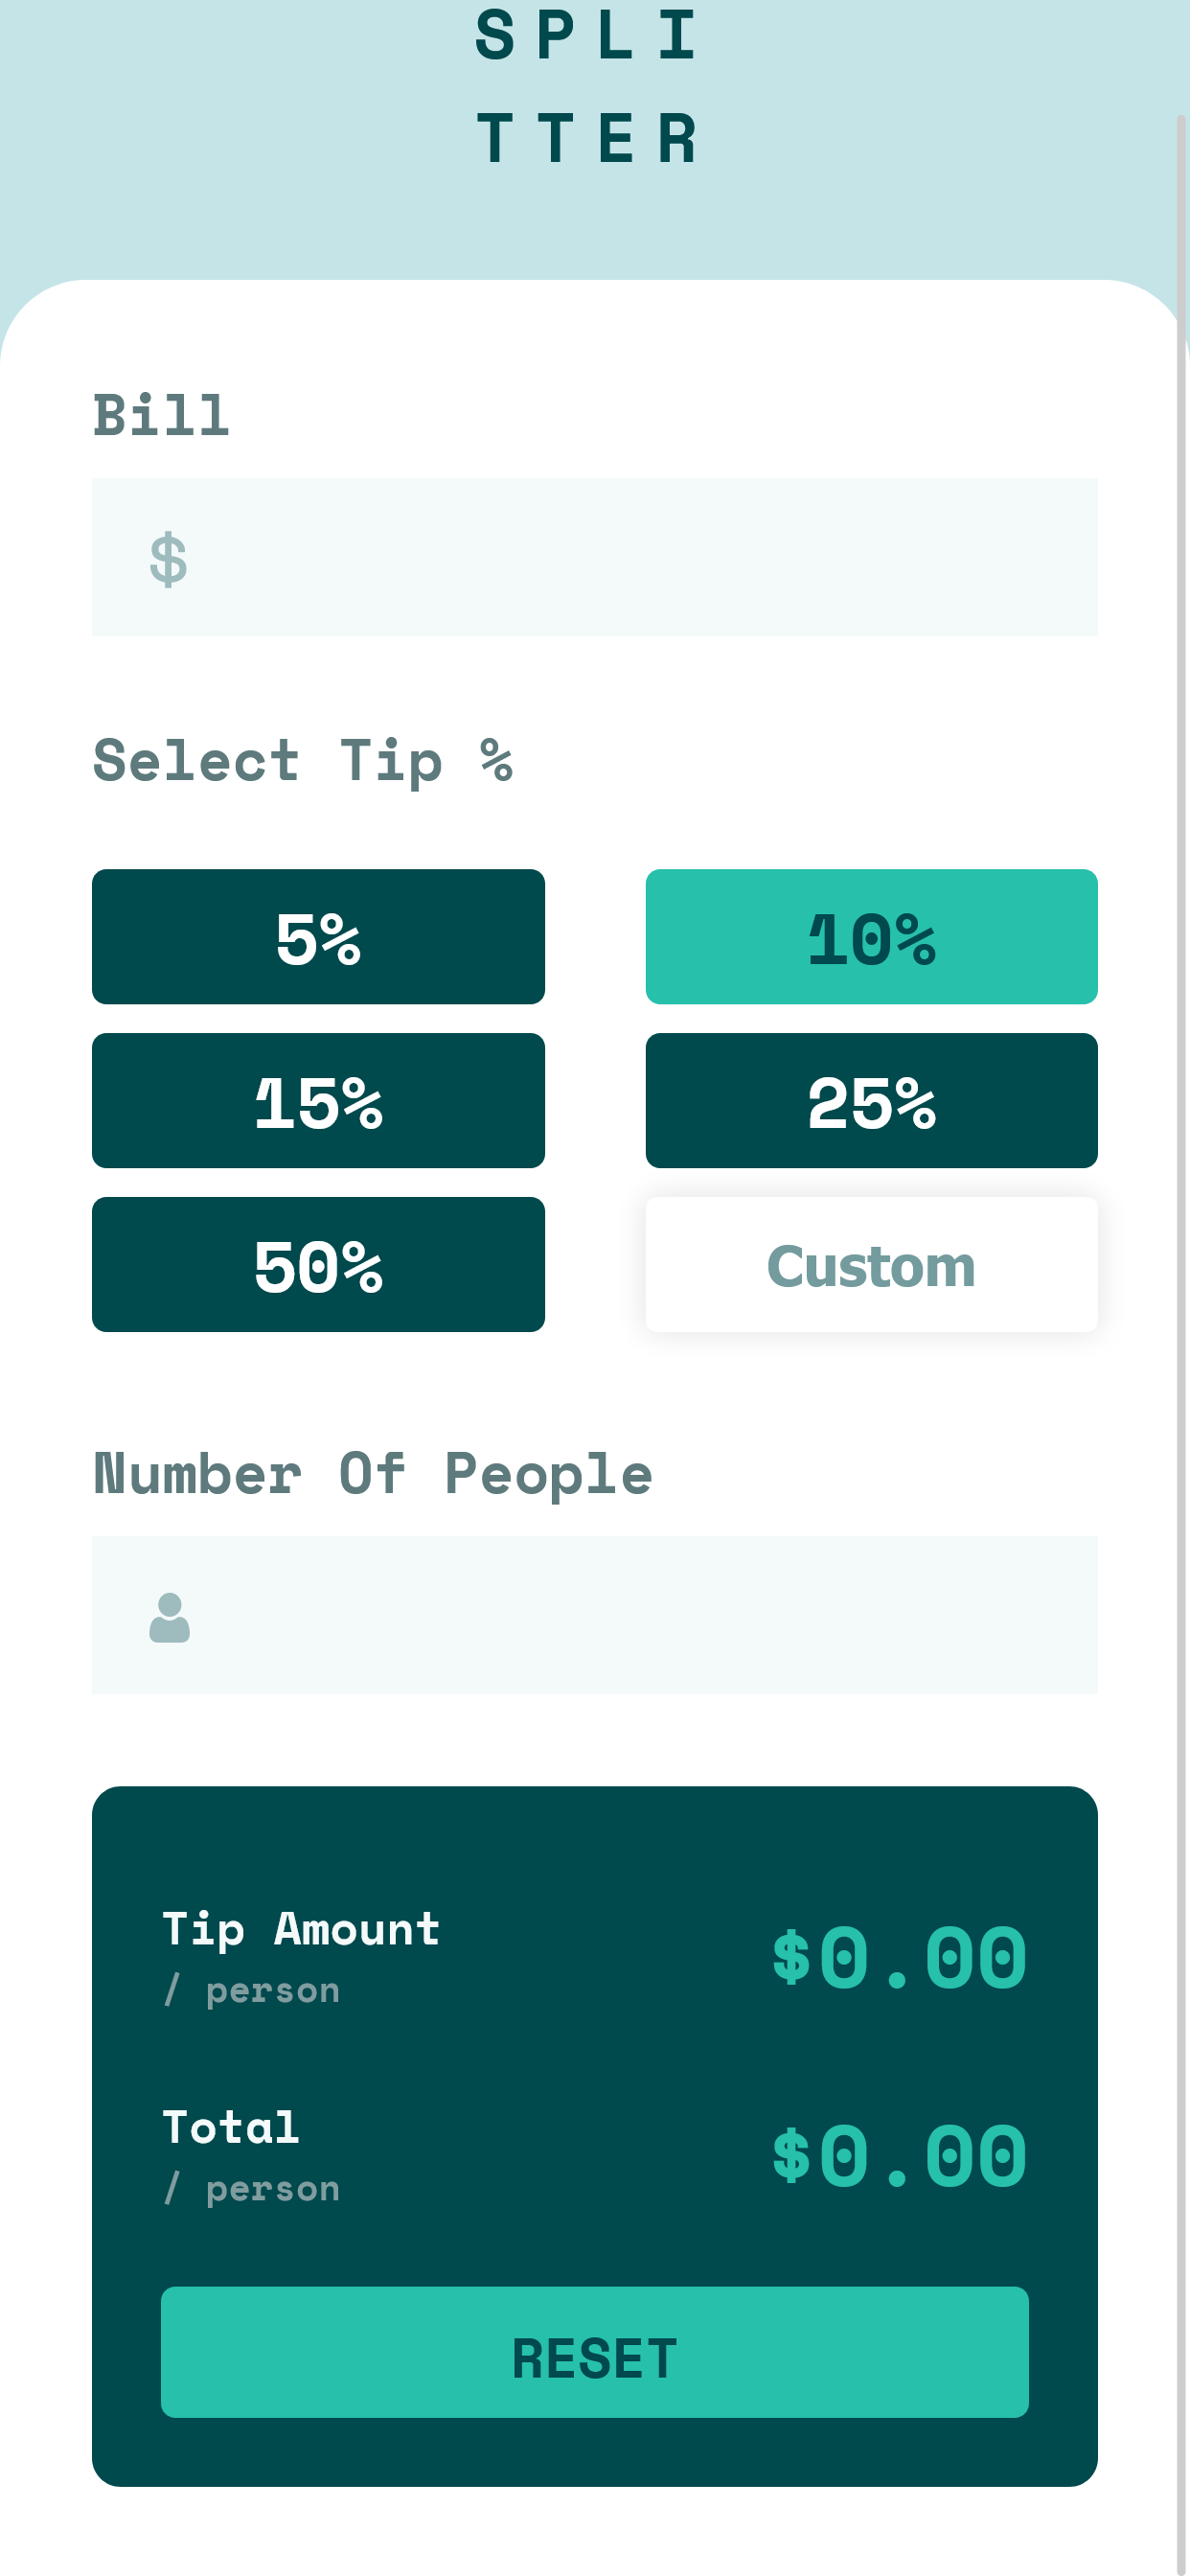 SPLI
TTER
Bill
$
Select Tip %
5%
10%
15%
25%
50%
Custom
Number Of People
Tip Amount
/ person
$0.00
Total
/ person
$0.00
RESET